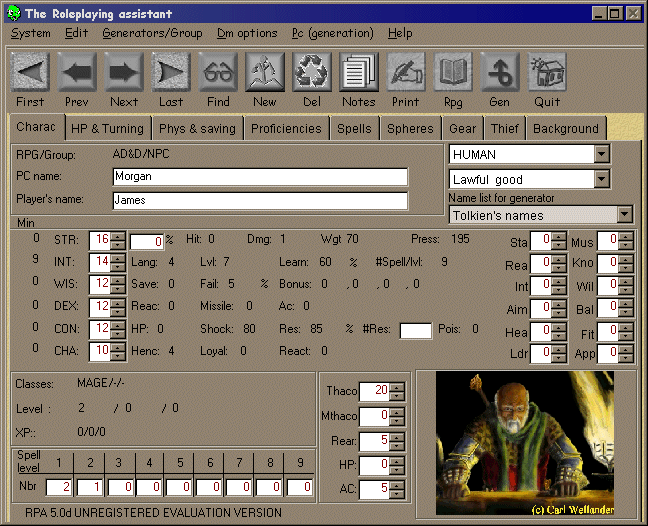 The Roleplaying assistant
System Edit Generators/Group Dm options Pc (generation) Help
First Prev Next Last Find New Del Notes Print Rpg Gen Quit
Charac HP & Turning Phys & saving Proficiencies Spells Spheres Gear Thief Background
RPG/Group: AD&D/NPC HUMAN
PC name: Morgan Lawful good
Player's name: James Name list for generator
Tolkien's names
Min
0 STR: 16 0 % Hit: 0 Dmg: 1 Wgt 70 Press: 195 Sta 0 Mus 0
9 INT: 14 Lang: 4 Lvl: 7 Learn: 60 % #Spell/lvl: 9 Rea 0 Kno 0
0 WIS: 12 Save: 0 Fail: 5 % Bonus: 0 , 0 , 0 , 0 Int 0 Wil 0
0 DEX: 12 Reac: 0 Missile: 0 Ac: 0 Aim 0 Bal 0
0 CON: 12 HP: 0 Shock: 80 Res: 85 % #Res: Pois: 0 Hea 0 Fit 0
0 CHA: 10 Henc: 4 Loyal: 0 React: 0 Ldr 0 App 0
Classes: MAGE/-/-
Level : 2 / 0 / 0
XP:: 0/0/0
Thaco 20
Mthaco 0
Rear: 5
HP: 0
AC: 5
Spell level 1 2 3 4 5 6 7 8 9
Nbr 2 1 0 0 0 0 0 0 0
(c) Carl Wellander
RPA 5.0d UNREGISTERED EVALUATION VERSION